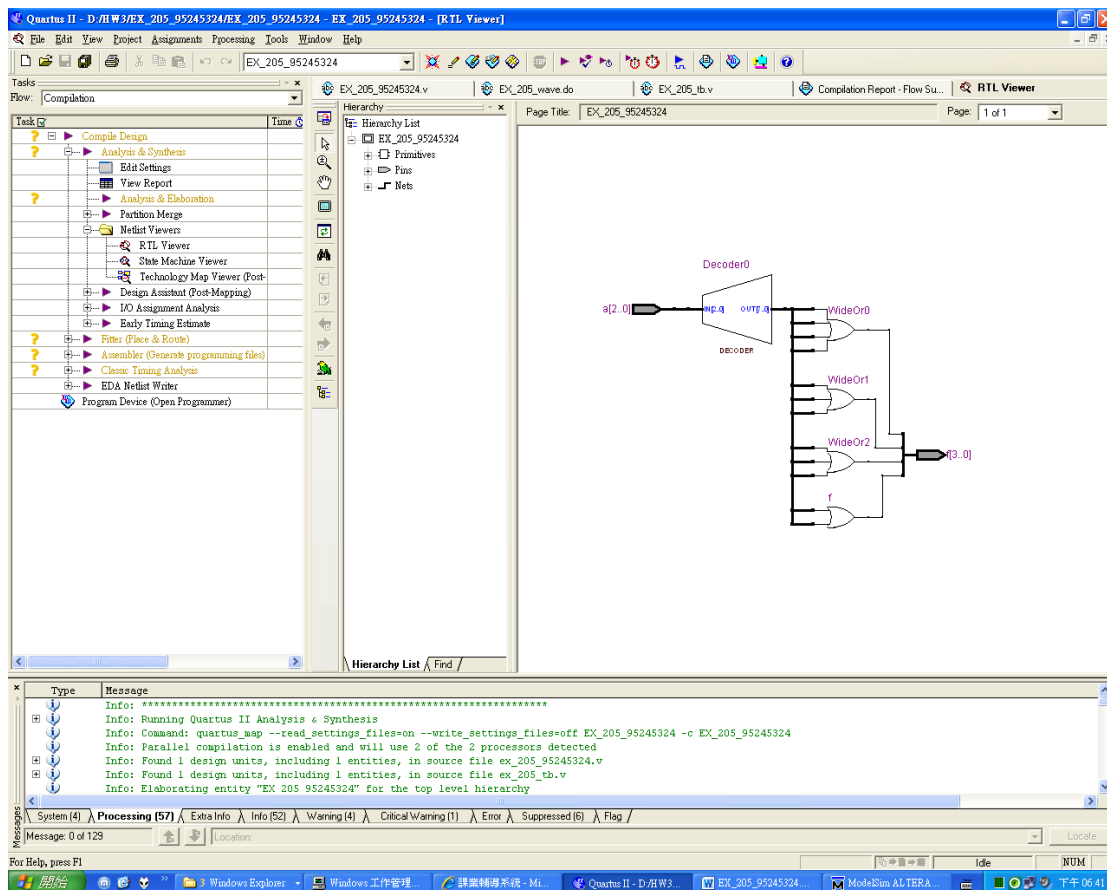 Quartus II - D:/HW3/EX_205_95245324/EX_205_95245324 - EX_205_95245324 - [RTL Viewer]
File Edit View Project Assignments Processing Tools Window Help
EX_205_95245324
Tasks
Flow: Compilation
Task Time
Compile Design
Analysis & Synthesis
Edit Settings
View Report
Analysis & Elaboration
Partition Merge
Netlist Viewers
RTL Viewer
State Machine Viewer
Technology Map Viewer (Post-
Design Assistant (Post-Mapping)
I/O Assignment Analysis
Early Timing Estimate
Fitter (Place & Route)
Assembler (Generate programming files)
Classic Timing Analysis
EDA Netlist Writer
Program Device (Open Programmer)
EX_205_95245324.v EX_205_wave.do EX_205_tb.v Compilation Report - Flow Su... RTL Viewer
Hierarchy
Hierarchy List
EX_205_95245324
Primitives
Pins
Nets
Hierarchy List Find
Page Title: EX_205_95245324 Page: 1 of 1
Decoder0
a[2..0] IN[2..0] OUT[7..0]
DECODER
WideOr0
WideOr1
WideOr2
f[3..0]
f
Type Message
Info: *******************************************************************
Info: Running Quartus II Analysis & Synthesis
Info: Command: quartus_map --read_settings_files=on --write_settings_files=off EX_205_95245324 -c EX_205_95245324
Info: Parallel compilation is enabled and will use 2 of the 2 processors detected
Info: Found 1 design units, including 1 entities, in source file ex_205_95245324.v
Info: Found 1 design units, including 1 entities, in source file ex_205_tb.v
Info: Elaborating entity "EX_205_95245324" for the top level hierarchy
System (4) Processing (57) Extra Info Info (52) Warning (4) Critical Warning (1) Error Suppressed (6) Flag
Messages
Message: 0 of 129 Location: Locate
For Help, press F1 Idle NUM
開始 3 Windows Explorer Windows 工作管理... 課業輔導系統 - Mi... Quartus II - D:/HW3... EX_205_95245324.... ModelSim ALTERA... 下午 06:41